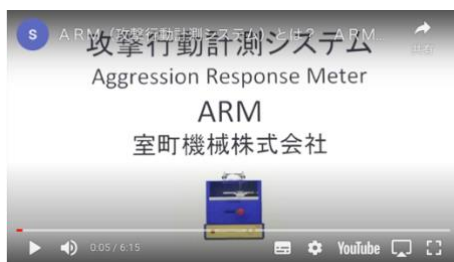 S
ARM（攻撃行動計測システム）とは？ ARM...
共有
攻撃行動計測システム
Aggression Response Meter
ARM
室町機械株式会社
0:05 / 6:15
YouTube